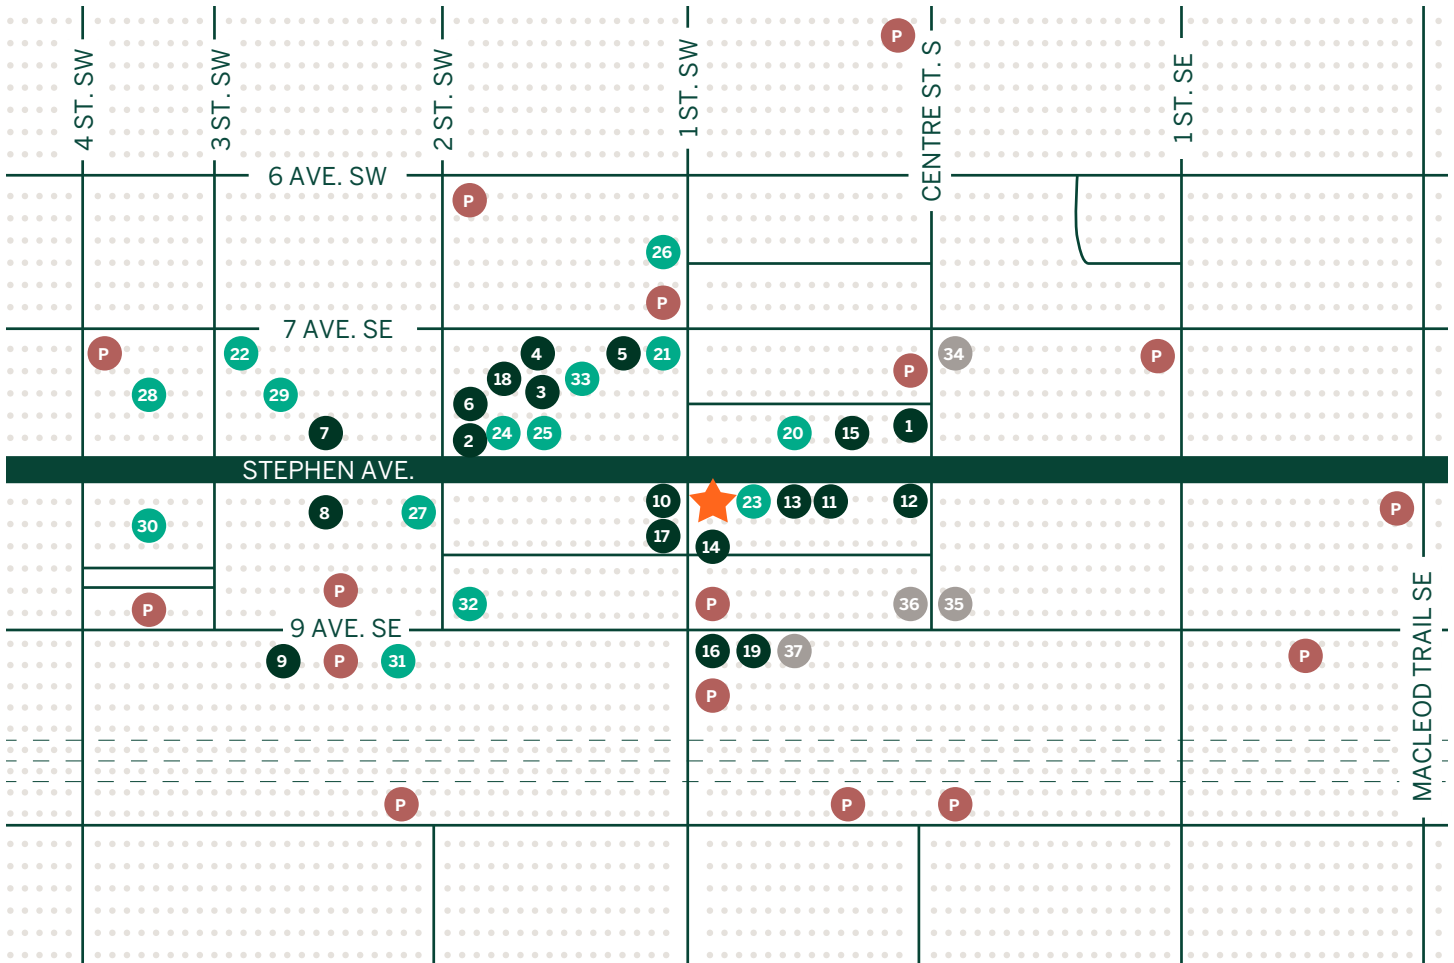 P
4 ST. SW
3 ST. SW
2 ST. SW
1 ST. SW
CENTRE ST. S
1 ST. SE
6 AVE. SW
P
26
P
7 AVE. SE
P
22
4
5
21
P
34
P
28
29
18
3
33
6
7
2
24
25
20
15
1
STEPHEN AVE.
30
8
27
10
17
23
13
11
12
14
P
P
P
32
P
36
35
9 AVE. SE
9
P
31
16
19
37
P
P
MACLEOD TRAIL SE
P
P
P